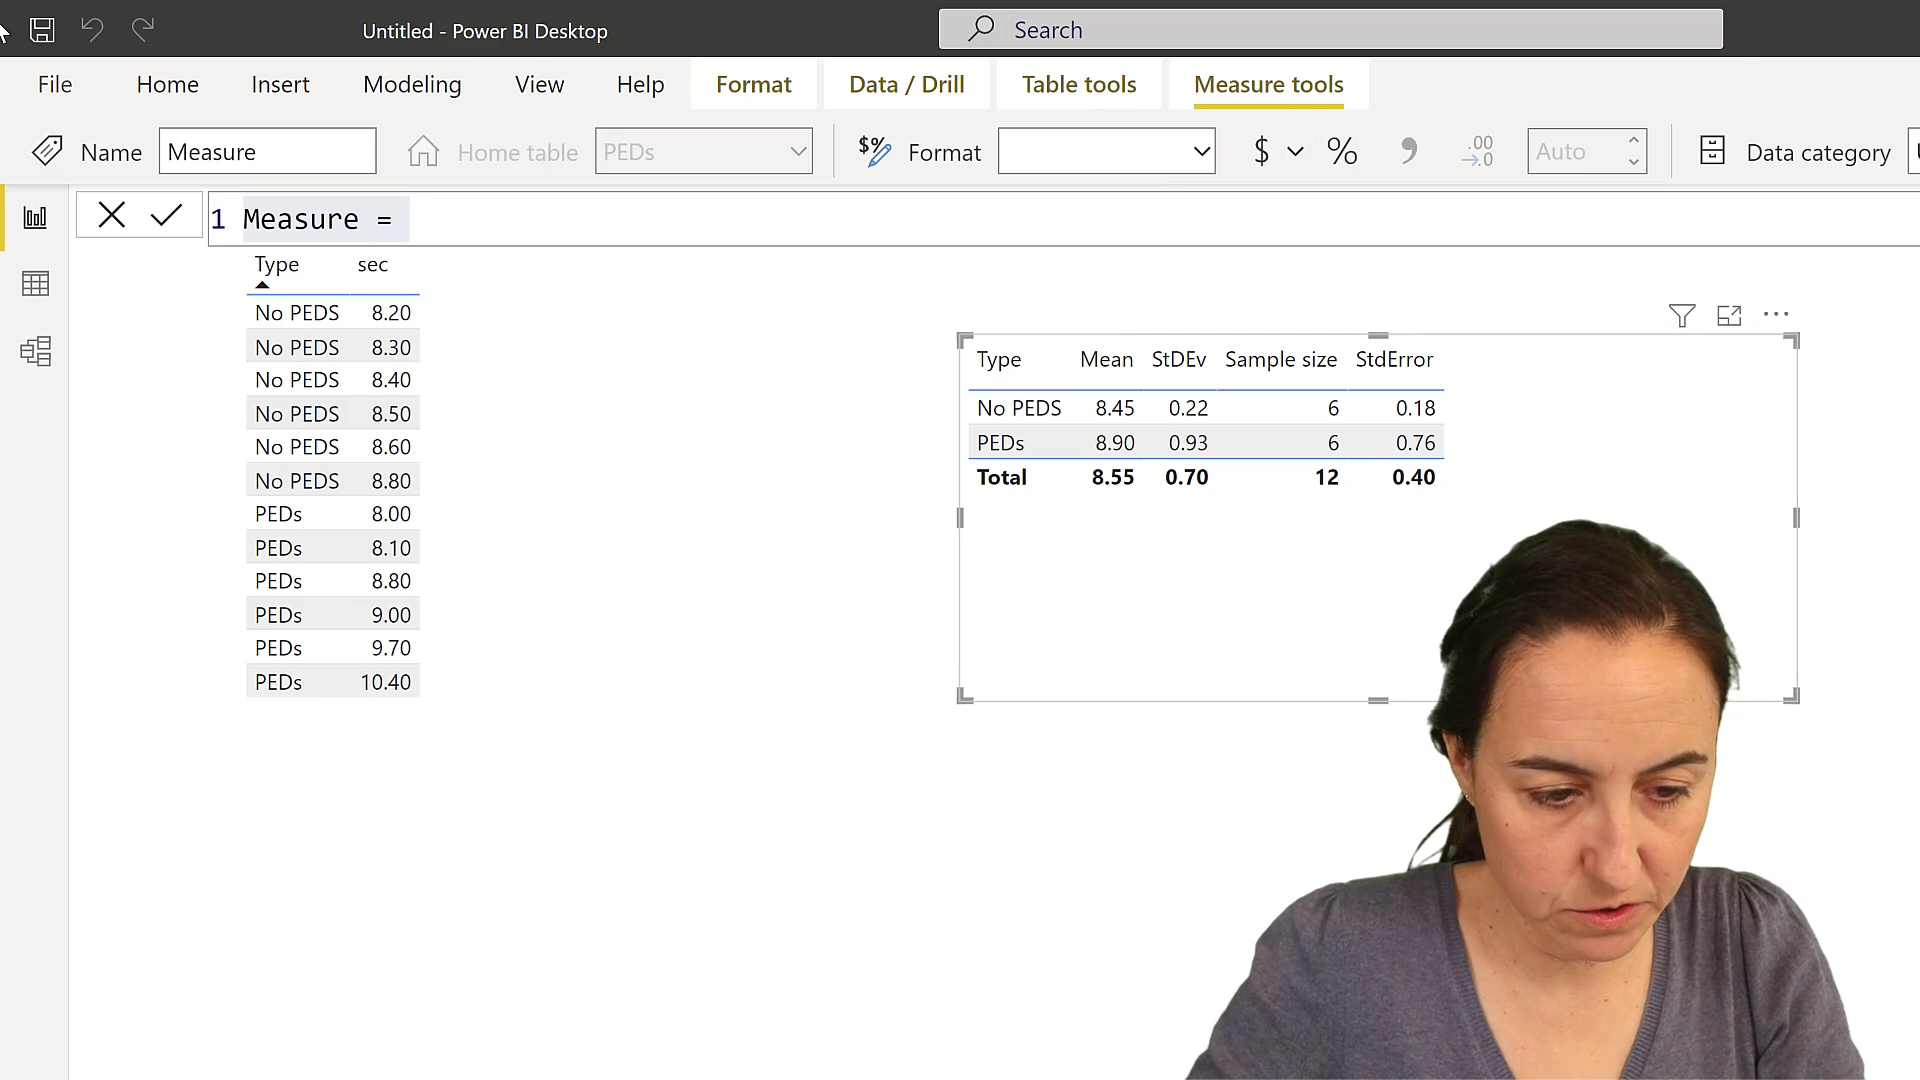 Untitled - Power BI Desktop
Search
File Home Insert Modeling View Help Format Data / Drill Table tools Measure tools
Name Measure Home table PEDs Format $ % .00 →.0 Auto Data category
1 Measure =
Type sec
No PEDS 8.20
No PEDS 8.30
No PEDS 8.40
No PEDS 8.50
No PEDS 8.60
No PEDS 8.80
PEDs 8.00
PEDs 8.10
PEDs 8.80
PEDs 9.00
PEDs 9.70
PEDs 10.40
Type Mean StDEv Sample size StdError
No PEDS 8.45 0.22 6 0.18
PEDs 8.90 0.93 6 0.76
Total 8.55 0.70 12 0.40